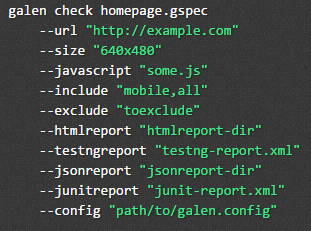 galen check homepage.gspec
--url "http://example.com"
--size "640x480"
--javascript "some.js"
--include "mobile,all"
--exclude "toexclude"
--htmlreport "htmlreport-dir"
--testngreport "testng-report.xml"
--jsonreport "jsonreport-dir"
--junitreport "junit-report.xml"
--config "path/to/galen.config"